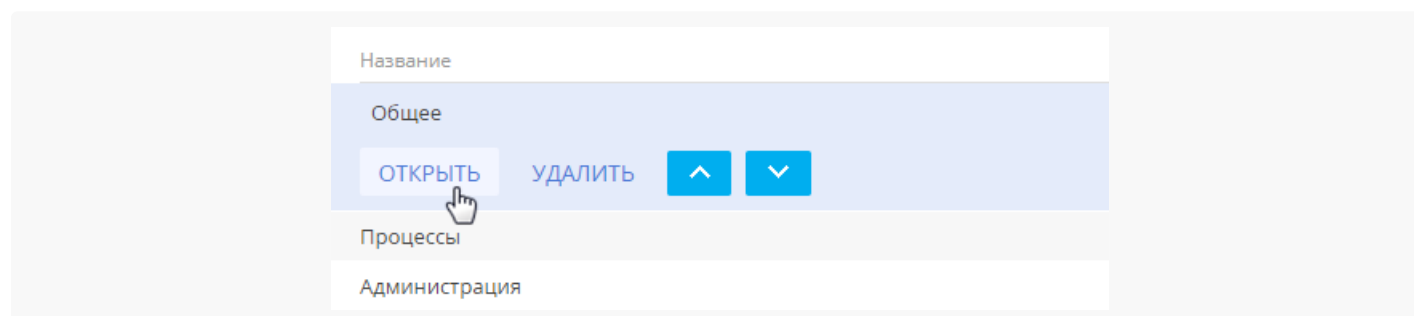 Название
Общее
ОТКРЫТЬ УДАЛИТЬ
Процессы
Администрация